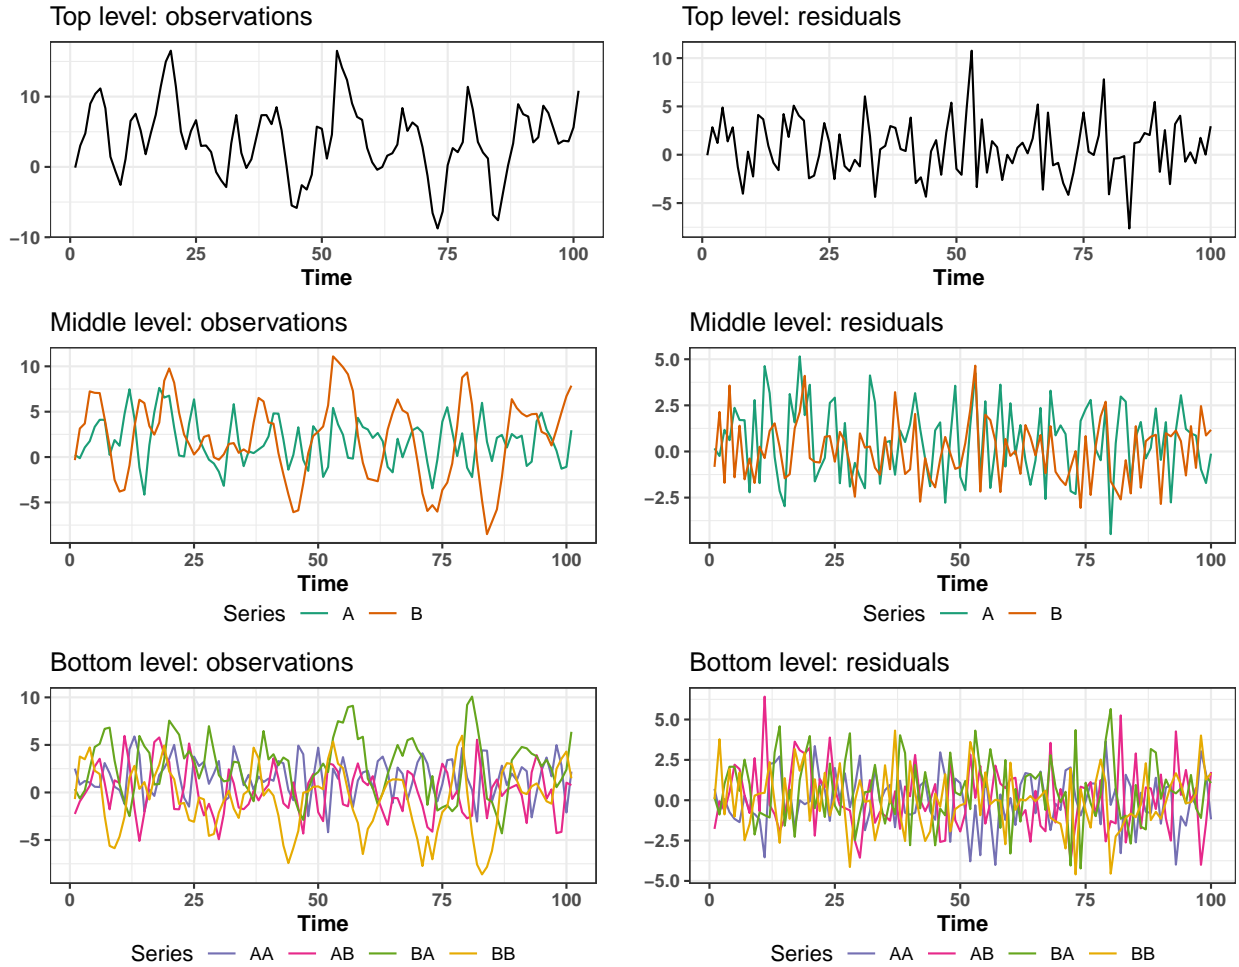 Top level: observations
10
0
−10
0 25 50 75 100
Time
Top level: residuals
10
5
0
−5
0 25 50 75 100
Time
Middle level: observations
10
5
0
−5
0 25 50 75 100
Time
Series A B
Middle level: residuals
5.0
2.5
0.0
−2.5
0 25 50 75 100
Time
Series A B
Bottom level: observations
10
5
0
−5
0 25 50 75 100
Time
Series AA AB BA BB
Bottom level: residuals
5.0
2.5
0.0
−2.5
−5.0
0 25 50 75 100
Time
Series AA AB BA BB